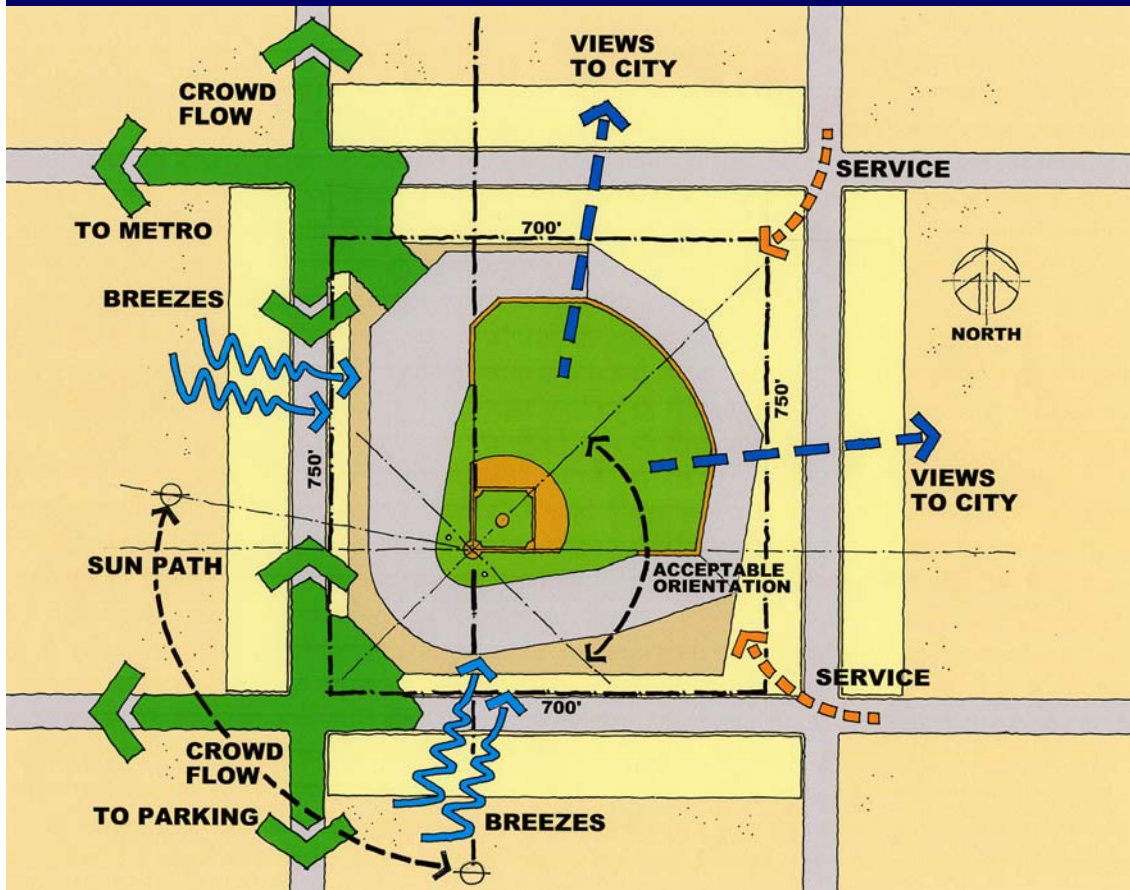 VIEWS
TO CITY
CROWD
FLOW
SERVICE
TO METRO
700'
BREEZES
NORTH
750'
750'
VIEWS
TO CITY
SUN PATH
ACCEPTABLE
ORIENTATION
SERVICE
700'
CROWD
FLOW
TO PARKING
BREEZES